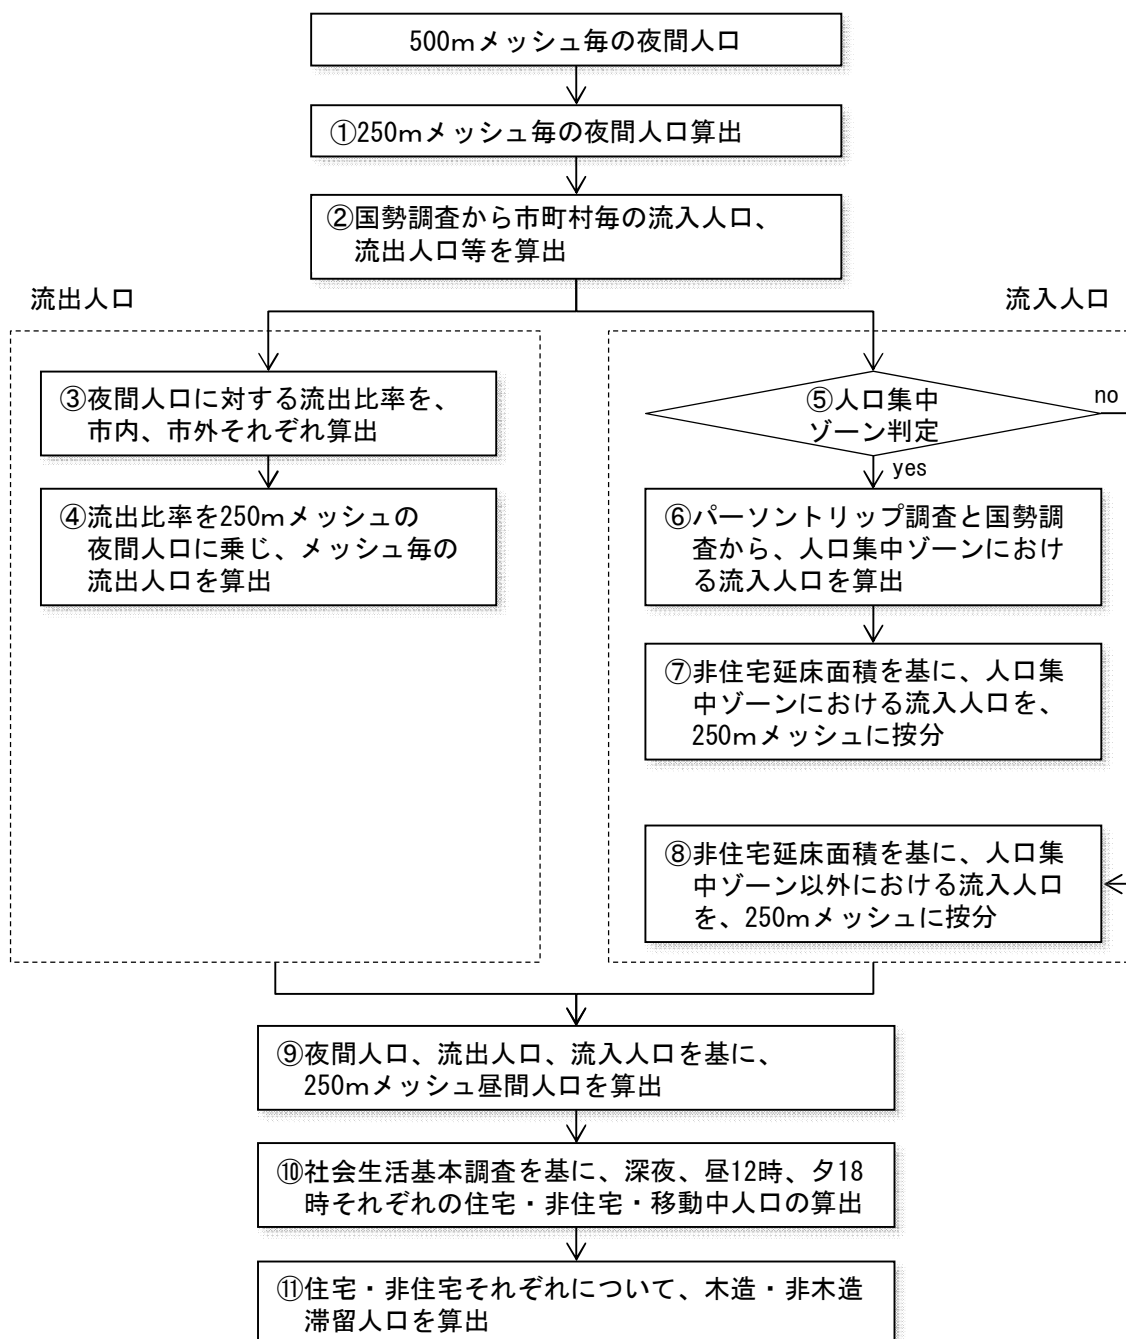 500mメッシュ毎の夜間人口
①250mメッシュ毎の夜間人口算出
②国勢調査から市町村毎の流入人口、
流出人口等を算出
流出人口
③夜間人口に対する流出比率を、
市内、市外それぞれ算出
④流出比率を250mメッシュの
夜間人口に乗じ、メッシュ毎の
流出人口を算出
流入人口
⑤人口集中
ゾーン判定
no
yes
⑥パーソントリップ調査と国勢調
査から、人口集中ゾーンにおけ
る流入人口を算出
⑦非住宅延床面積を基に、人口集
中ゾーンにおける流入人口を、
250mメッシュに按分
⑧非住宅延床面積を基に、人口集
中ゾーン以外における流入人口
を、250mメッシュに按分
⑨夜間人口、流出人口、流入人口を基に、
250mメッシュ昼間人口を算出
⑩社会生活基本調査を基に、深夜、昼12時、夕18
時それぞれの住宅・非住宅・移動中人口の算出
⑪住宅・非住宅それぞれについて、木造・非木造
滞留人口を算出